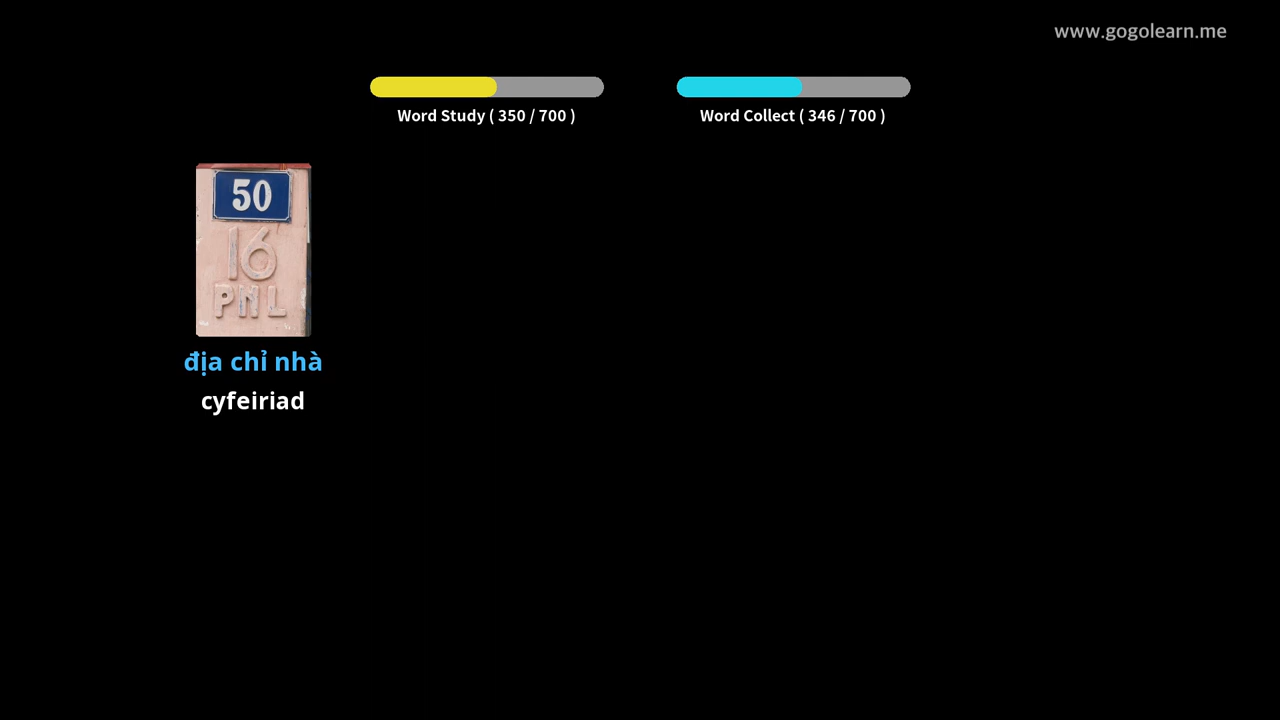 www.gogolearn.me
Word Study ( 350 / 700 )
Word Collect ( 346 / 700 )
50
16
PNL
địa chỉ nhà
cyfeiriad